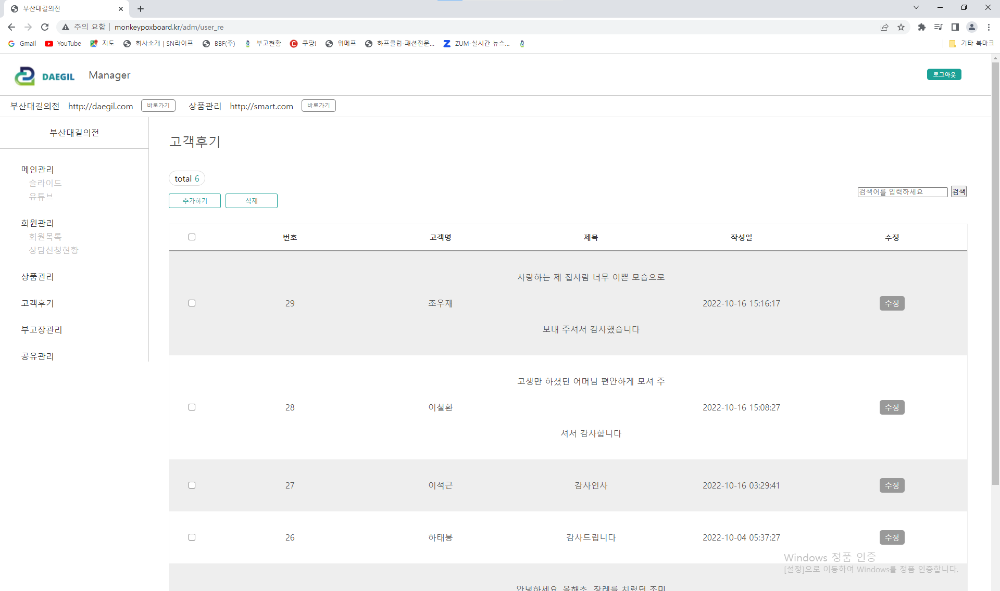 부산대길의전
주의 요함 monkeypoxboard.kr/adm/user_re
Gmail YouTube 지도 회사소개 | SN라이프 BBF(주) 부고현황 쿠팡! 위메프 하프클럽-패션전문... ZUM-실시간 뉴스... 기타 북마크
DAEGIL Manager 로그아웃
부산대길의전 http://daegil.com 바로가기 상품관리 http://smart.com 바로가기
부산대길의전
메인관리
슬라이드
유튜브
회원관리
회원목록
상담신청현황
상품관리
고객후기
부고장관리
공유관리
고객후기
total 6
추가하기 삭제
검색어를 입력하세요 검색
번호 고객명 제목 작성일 수정
사랑하는 제 집사람 너무 이쁜 모습으로
29 조우재 2022-10-16 15:16:17 수정
보내 주셔서 감사했습니다
고생만 하셨던 어머님 편안하게 모셔 주
28 이철환 2022-10-16 15:08:27 수정
셔서 감사합니다
27 이석근 감사인사 2022-10-16 03:29:41 수정
26 하태봉 감사드립니다 2022-10-04 05:37:27 수정
Windows 정품 인증
[설정]으로 이동하여 Windows를 정품 인증합니다.
안녕하세요 올해초 장례를 치렀던 조미